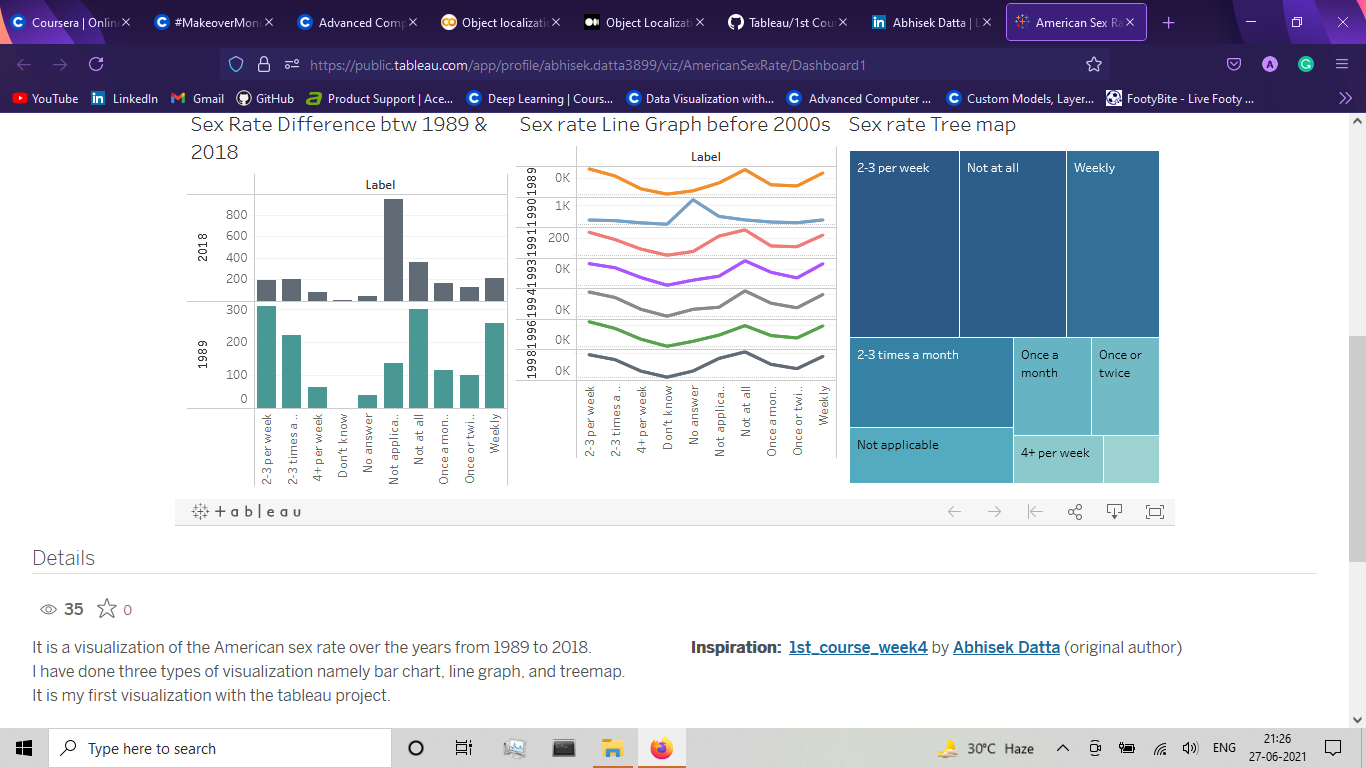 Coursera | Onlin
#MakeoverMon
Advanced Comp
Object localizatio
Object Localizat
Tableau/1st Cou
Abhisek Datta | L
American Sex Ra
https://public.tableau.com/app/profile/abhisek.datta3899/viz/AmericanSexRate/Dashboard1
YouTube
LinkedIn
Gmail
GitHub
Product Support | Ace...
Deep Learning | Cours...
Data Visualization with...
Advanced Computer ...
Custom Models, Layer...
FootyBite - Live Footy ...
Sex Rate Difference btw 1989 &
2018
Label
2018
800
600
400
200
1989
300
200
100
0
2-3 per week
2-3 times a ..
4+ per week
Don't know
No answer
Not applica..
Not at all
Once a mon..
Once or twi..
Weekly
Sex rate Line Graph before 2000s
Label
1989
0K
1990
1K
1991
200
1993
0K
1994
0K
1996
0K
1998
0K
2-3 per week
2-3 times a ..
4+ per week
Don't know
No answer
Not applica..
Not at all
Once a mon..
Once or twi..
Weekly
Sex rate Tree map
2-3 per week
Not at all
Weekly
2-3 times a month
Once a
month
Once or
twice
Not applicable
4+ per week
+ableau
Details
35
0
It is a visualization of the American sex rate over the years from 1989 to 2018.
I have done three types of visualization namely bar chart, line graph, and treemap.
It is my first visualization with the tableau project.
Inspiration: 1st_course_week4 by Abhisek Datta (original author)
Type here to search
30°C Haze
ENG
21:26
27-06-2021